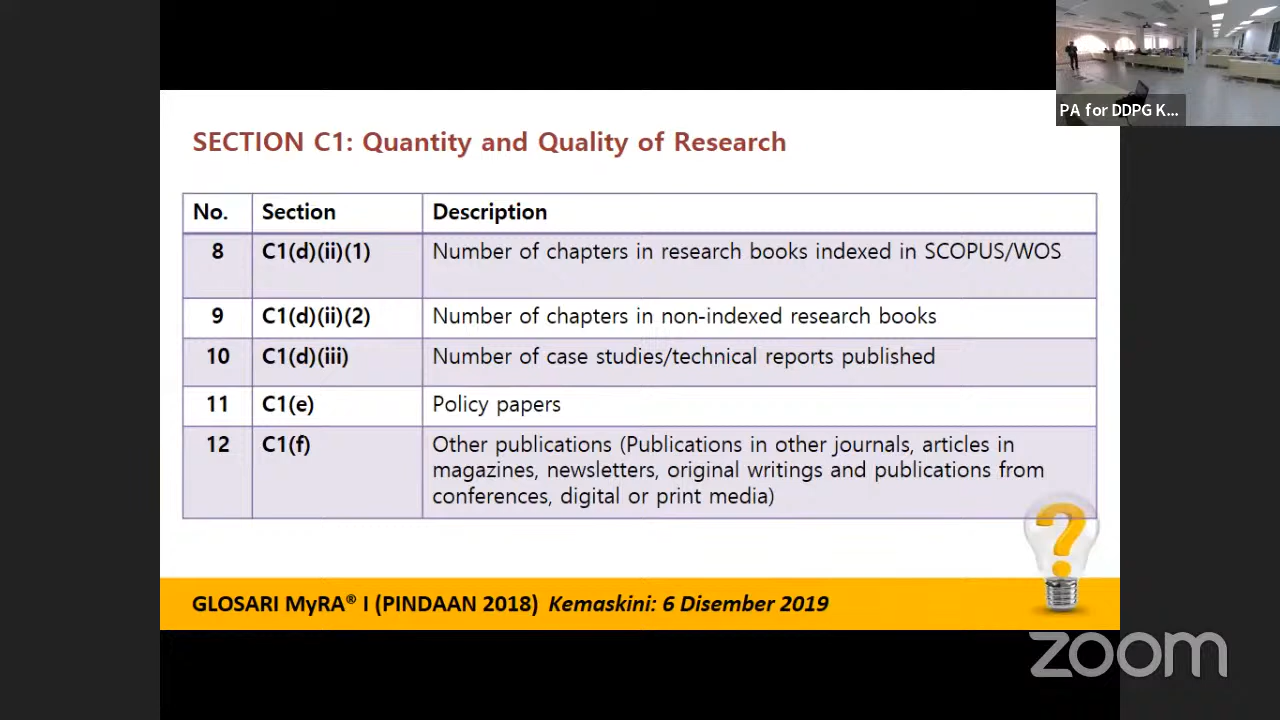 PA for DDPG K...
SECTION C1: Quantity and Quality of Research
No. Section Description
8 C1(d)(ii)(1) Number of chapters in research books indexed in SCOPUS/WOS
9 C1(d)(ii)(2) Number of chapters in non-indexed research books
10 C1(d)(iii) Number of case studies/technical reports published
11 C1(e) Policy papers
12 C1(f) Other publications (Publications in other journals, articles in
magazines, newsletters, original writings and publications from
conferences, digital or print media)
GLOSARI MyRA® I (PINDAAN 2018) Kemaskini: 6 Disember 2019
zoom